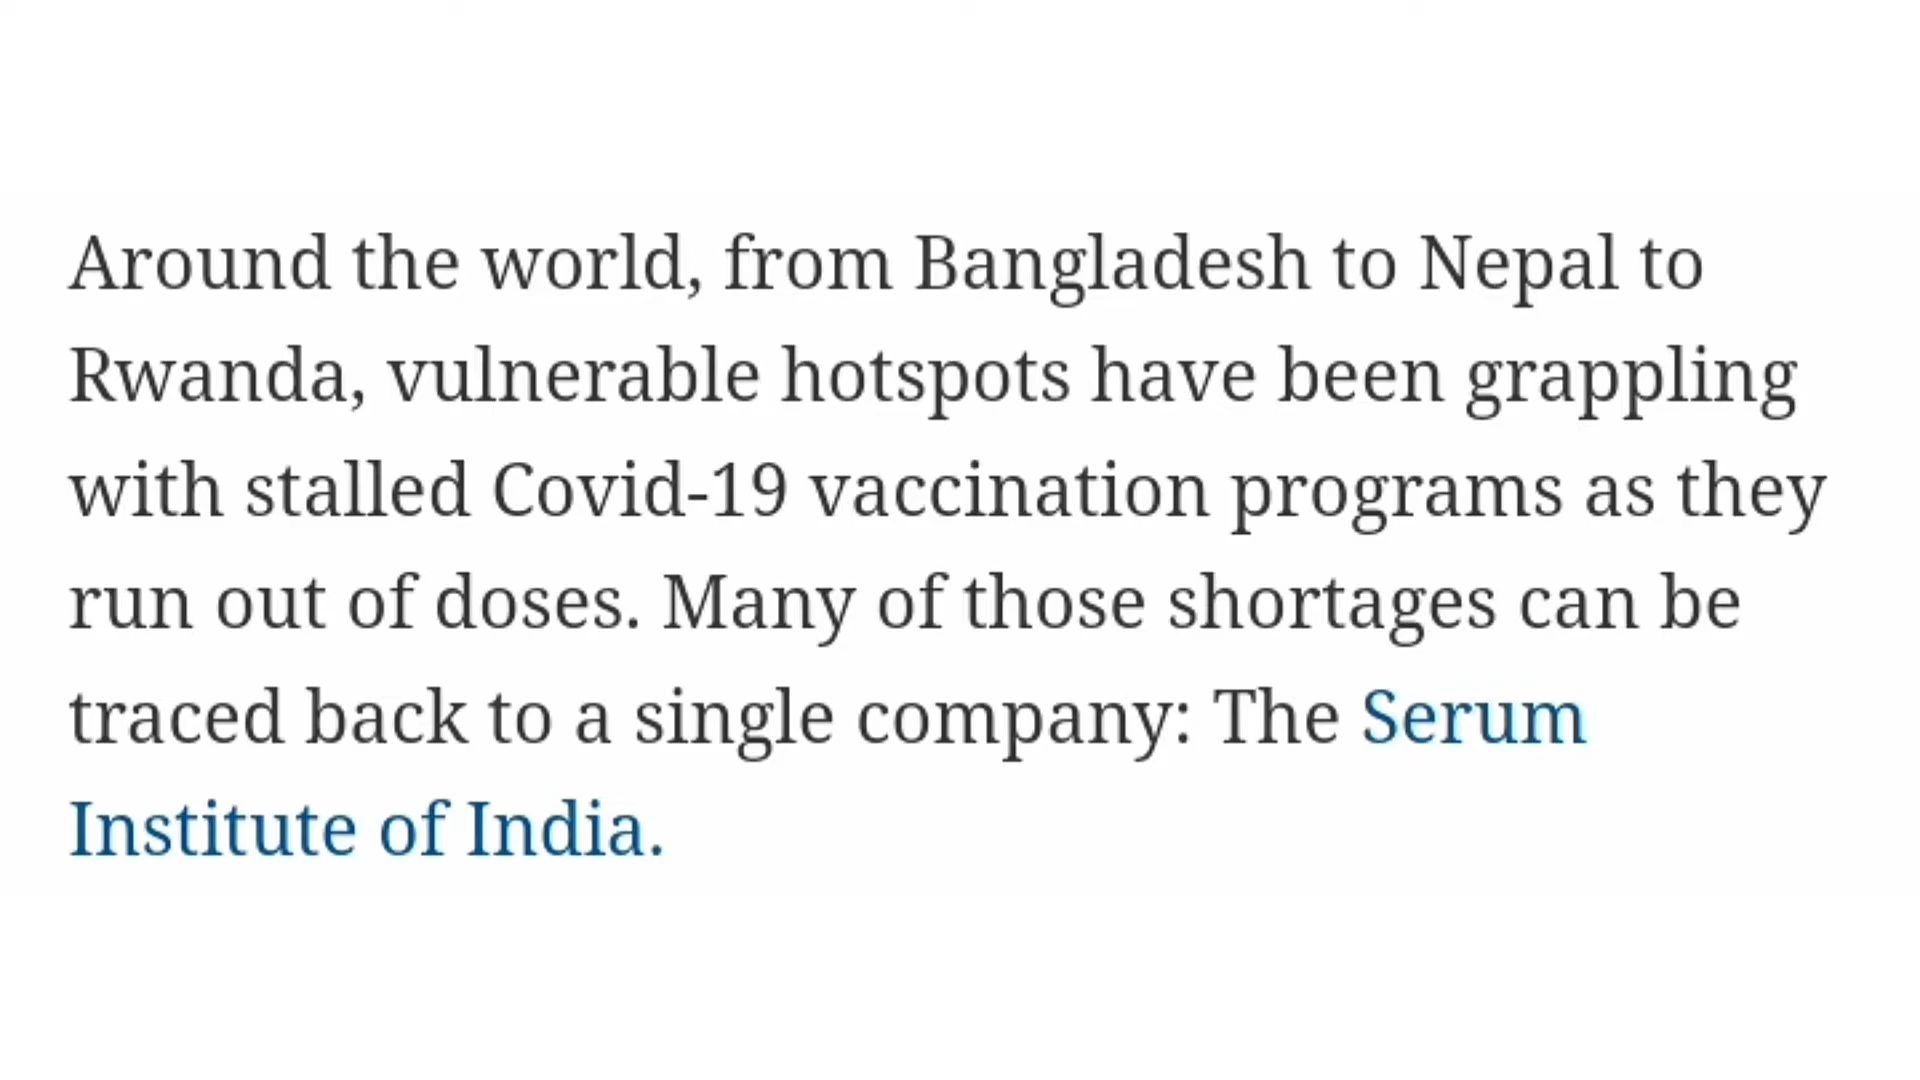 Around the world, from Bangladesh to Nepal to
Rwanda, vulnerable hotspots have been grappling
with stalled Covid-19 vaccination programs as they
run out of doses. Many of those shortages can be
traced back to a single company: The Serum
Institute of India.